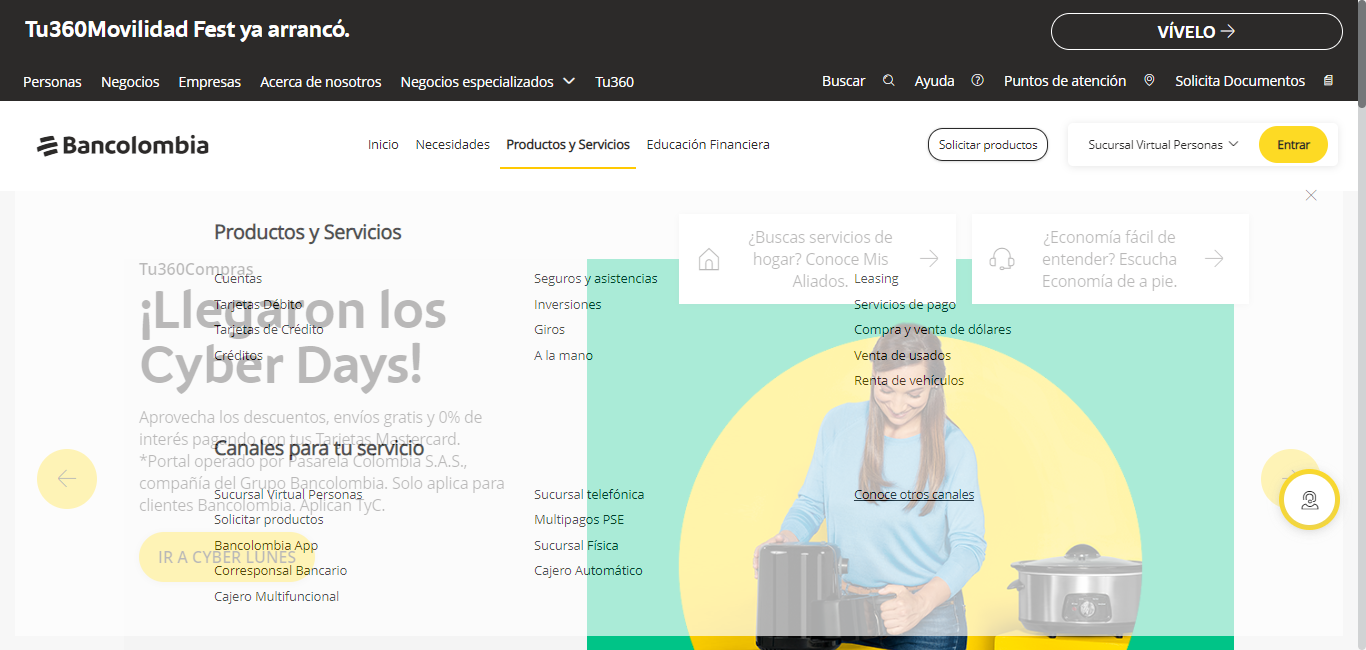 Tu360Movilidad Fest ya arrancó.
VÍVELO
Personas Negocios Empresas Acerca de nosotros Negocios especializados Tu360
Buscar Ayuda Puntos de atención Solicita Documentos
Bancolombia
Inicio Necesidades Productos y Servicios Educación Financiera
Solicitar productos
Sucursal Virtual Personas
Entrar
Productos y Servicios
Cuentas
Tarjetas Débito
Tarjetas de Crédito
Créditos
Seguros y asistencias
Inversiones
Giros
A la mano
Leasing
Servicios de pago
Compra y venta de dólares
Venta de usados
Renta de vehículos
Canales para tu servicio
Sucursal Virtual Personas
Solicitar productos
Bancolombia App
Corresponsal Bancario
Cajero Multifuncional
Sucursal telefónica
Multipagos PSE
Sucursal Física
Cajero Automático
Conoce otros canales
¿Buscas servicios de
hogar? Conoce Mis
Aliados.
¿Economía fácil de
entender? Escucha
Economía de a pie.
Tu360Compras
¡Llegaron los
Cyber Days!
Aprovecha los descuentos, envíos gratis y 0% de
interés pagando con tus Tarjetas Mastercard.
*Portal operado por Pasarela Colombia S.A.S.,
compañía del Grupo Bancolombia. Solo aplica para
clientes Bancolombia. Aplican TyC.
IR A CYBER LUNES